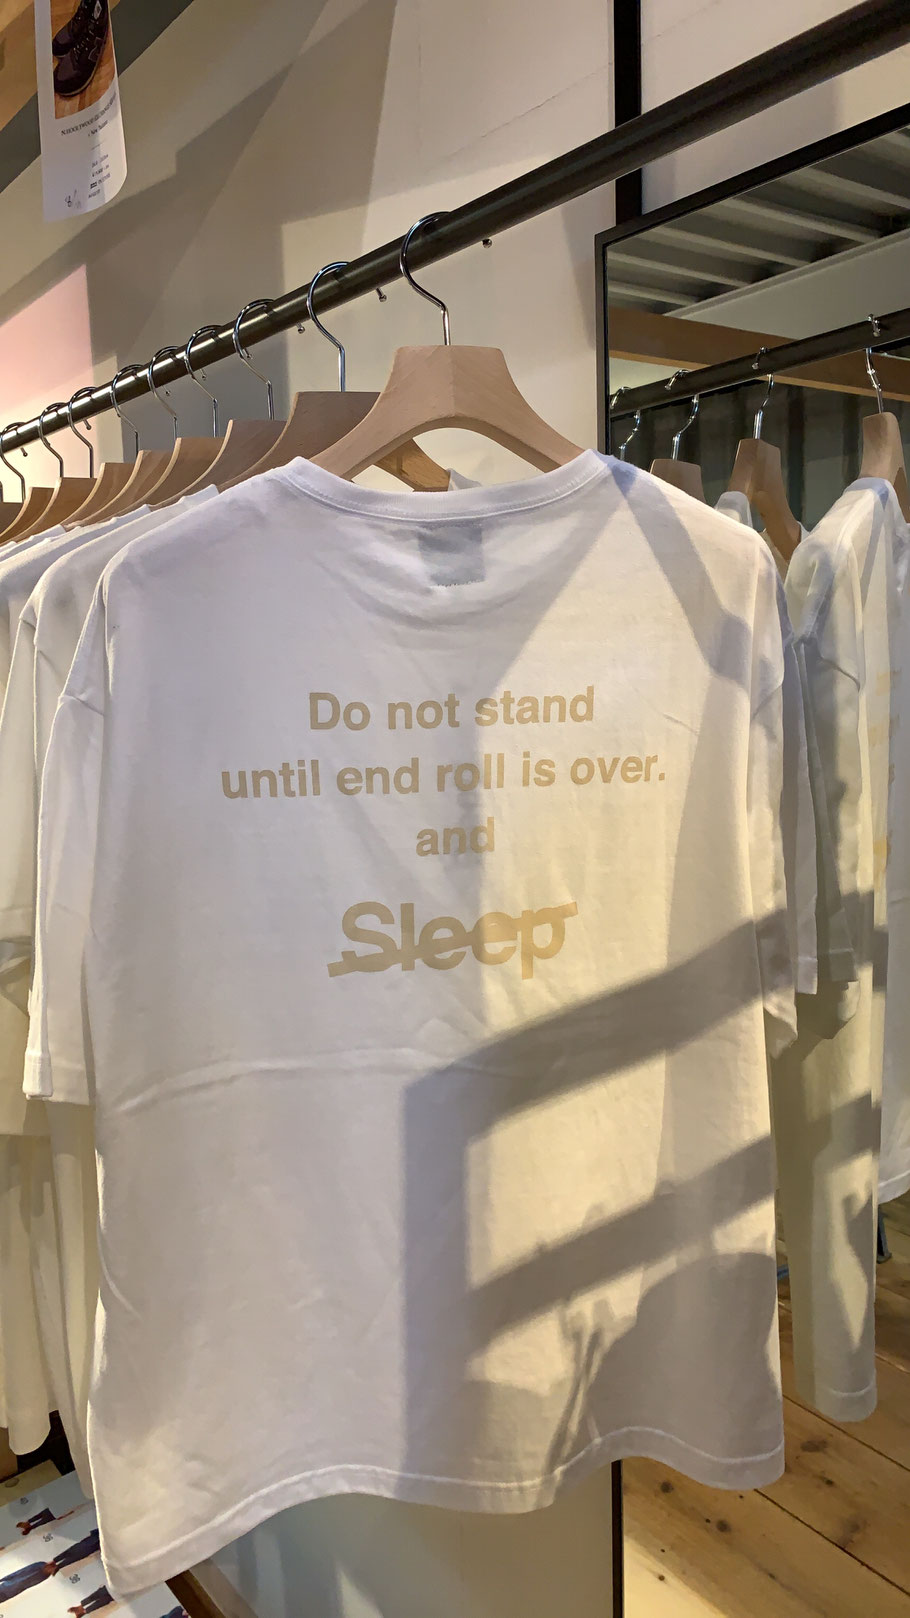 Do not stand
until end roll is over.
and
Sleep